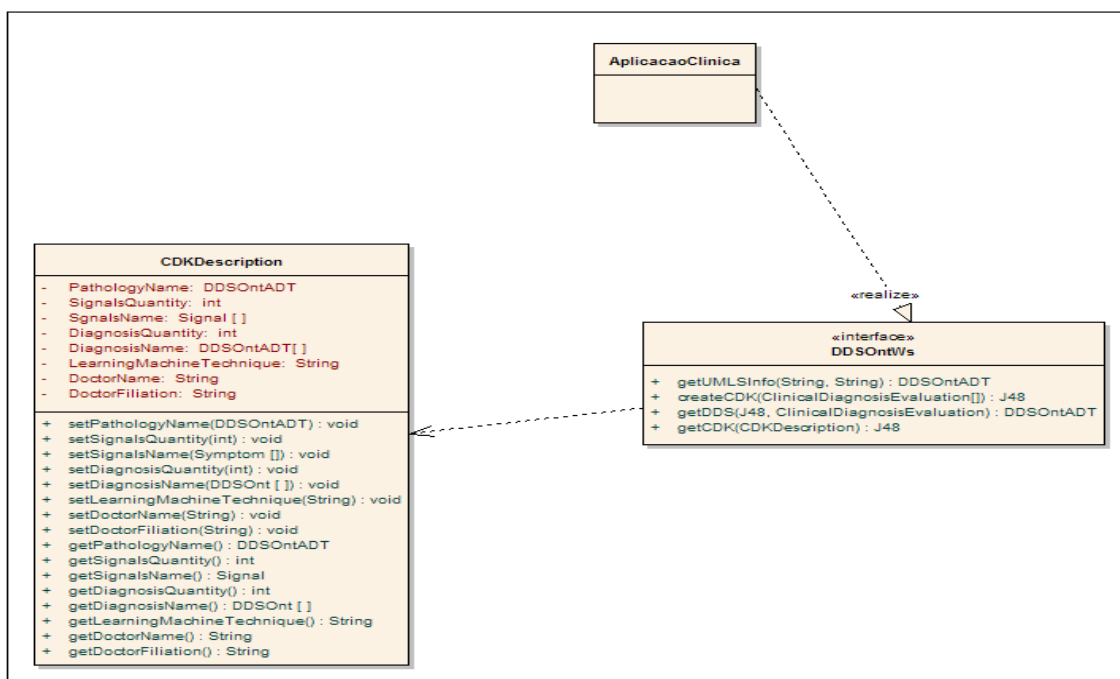 AplicacaoClinica
CDKDescription
- PathologyName: DDSOntADT
- SignalsQuantity: int
- SgnalsName: Signal [ ]
- DiagnosisQuantity: int
- DiagnosisName: DDSOntADT[ ]
- LearningMachineTechnique: String
- DoctorName: String
- DoctorFiliation: String
+ setPathologyName(DDSOntADT) : void
+ setSignalsQuantity(int) : void
+ setSignalsName(Symptom []) : void
+ setDiagnosisQuantity(int) : void
+ setDiagnosisName(DDSOnt [ ]) : void
+ setLearningMachineTechnique(String) : void
+ setDoctorName(String) : void
+ setDoctorFiliation(String) : void
+ getPathologyName() : DDSOntADT
+ getSignalsQuantity() : int
+ getSignalsName() : Signal
+ getDiagnosisQuantity() : int
+ getDiagnosisName() : DDSOnt [ ]
+ getLearningMachineTechnique() : String
+ getDoctorName() : String
+ getDoctorFiliation() : String
«realize»
«interface»
DDSOntWs
+ getUMLSInfo(String, String) : DDSOntADT
+ createCDK(ClinicalDiagnosisEvaluation[]) : J48
+ getDDS(J48, ClinicalDiagnosisEvaluation) : DDSOntADT
+ getCDK(CDKDescription) : J48